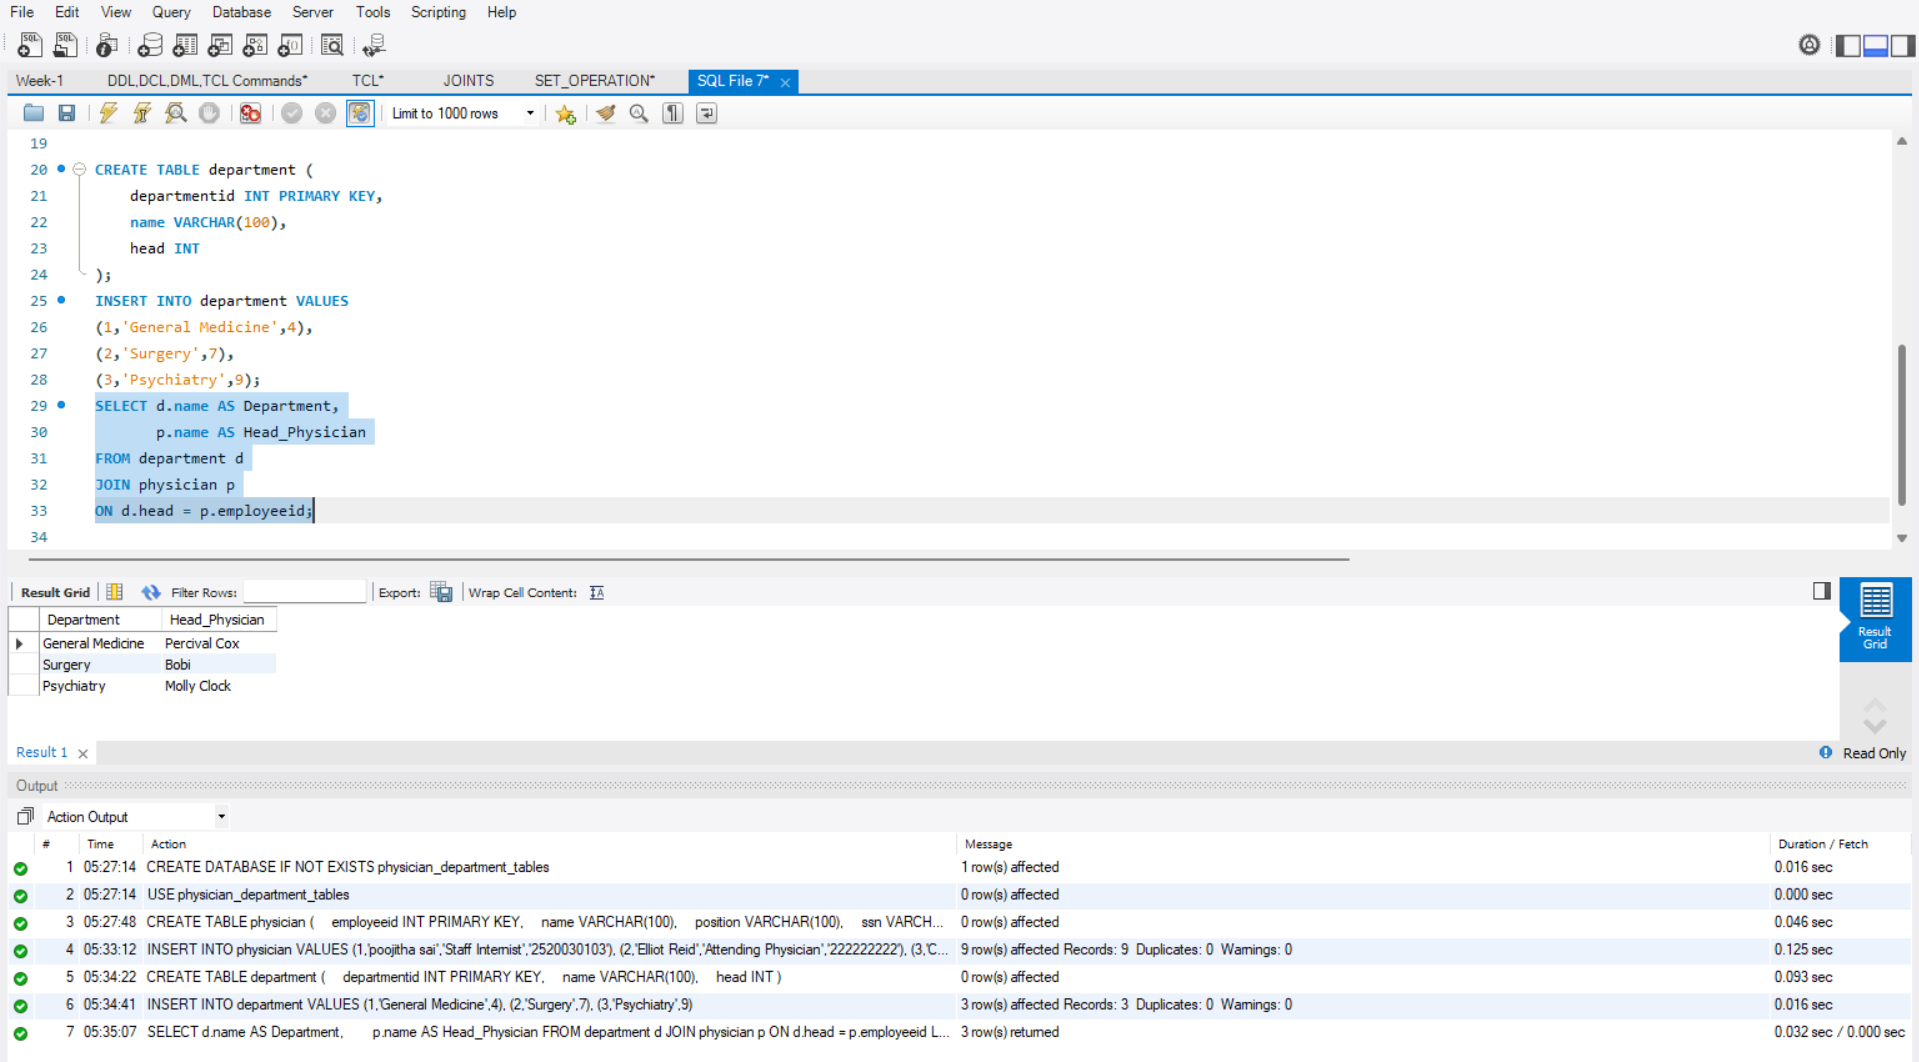 File Edit View Query Database Server Tools Scripting Help
SQL SQL
Week-1 DDL,DCL,DML,TCL Commands* TCL* JOINTS SET_OPERATION* SQL File 7* ×
Limit to 1000 rows
19
20 CREATE TABLE department (
21 departmentid INT PRIMARY KEY,
22 name VARCHAR(100),
23 head INT
24 );
25 INSERT INTO department VALUES
26 (1,'General Medicine',4),
27 (2,'Surgery',7),
28 (3,'Psychiatry',9);
29 SELECT d.name AS Department,
30 p.name AS Head_Physician
31 FROM department d
32 JOIN physician p
33 ON d.head = p.employeeid;
34
Result Grid Filter Rows: Export: Wrap Cell Content:
Result Grid
Department Head_Physician
General Medicine Percival Cox
Surgery Bobi
Psychiatry Molly Clock
Result 1 × Read Only
Output
Action Output
# Time Action Message Duration / Fetch
1 05:27:14 CREATE DATABASE IF NOT EXISTS physician_department_tables 1 row(s) affected 0.016 sec
2 05:27:14 USE physician_department_tables 0 row(s) affected 0.000 sec
3 05:27:48 CREATE TABLE physician ( employeeid INT PRIMARY KEY, name VARCHAR(100), position VARCHAR(100), ssn VARCH... 0 row(s) affected 0.046 sec
4 05:33:12 INSERT INTO physician VALUES (1,'poojitha sai','Staff Internist','2520030103'), (2,'Elliot Reid','Attending Physician','222222222'), (3,'C... 9 row(s) affected Records: 9 Duplicates: 0 Warnings: 0 0.125 sec
5 05:34:22 CREATE TABLE department ( departmentid INT PRIMARY KEY, name VARCHAR(100), head INT ) 0 row(s) affected 0.093 sec
6 05:34:41 INSERT INTO department VALUES (1,'General Medicine',4), (2,'Surgery',7), (3,'Psychiatry',9) 3 row(s) affected Records: 3 Duplicates: 0 Warnings: 0 0.016 sec
7 05:35:07 SELECT d.name AS Department, p.name AS Head_Physician FROM department d JOIN physician p ON d.head = p.employeeid L... 3 row(s) returned 0.032 sec / 0.000 sec